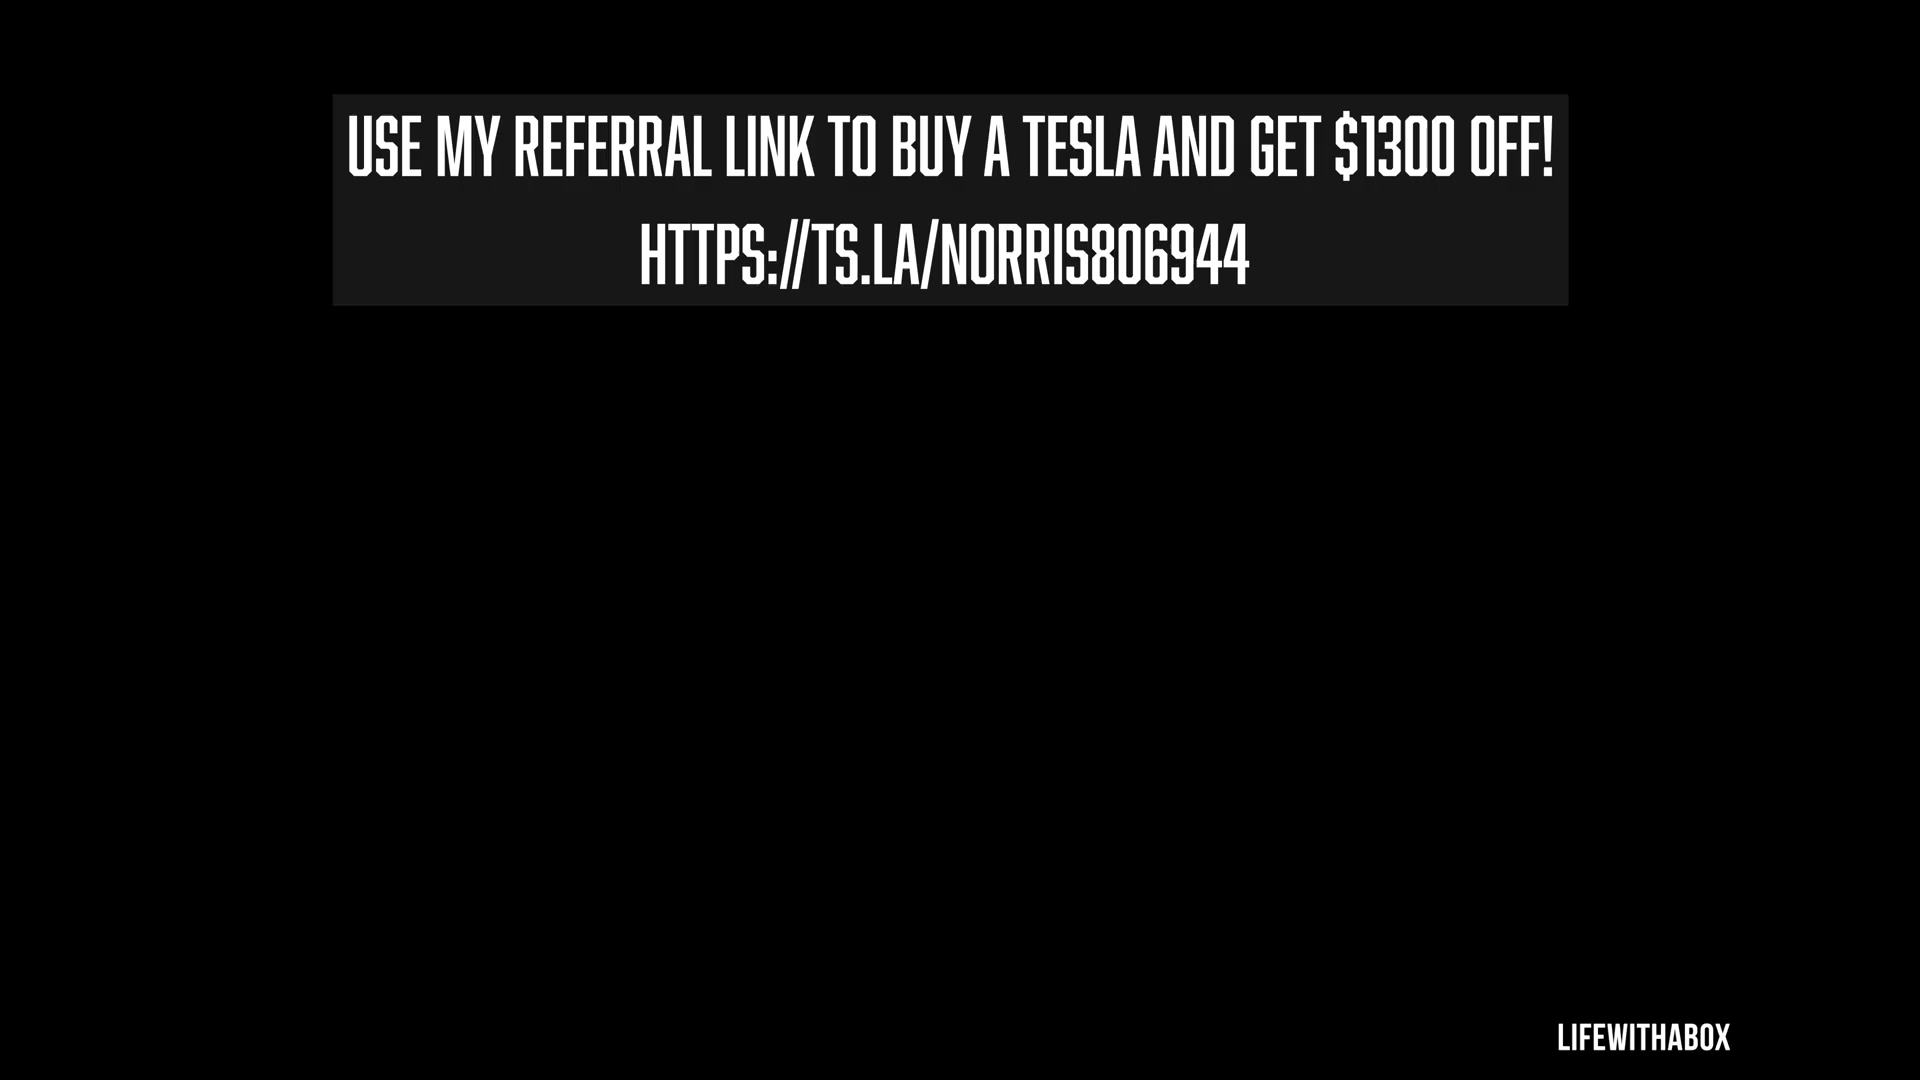 USE MY REFERRAL LINK TO BUY A TESLA AND GET $1300 OFF!
HTTPS://TS.LA/NORRIS806944
LIFEWITHABOX